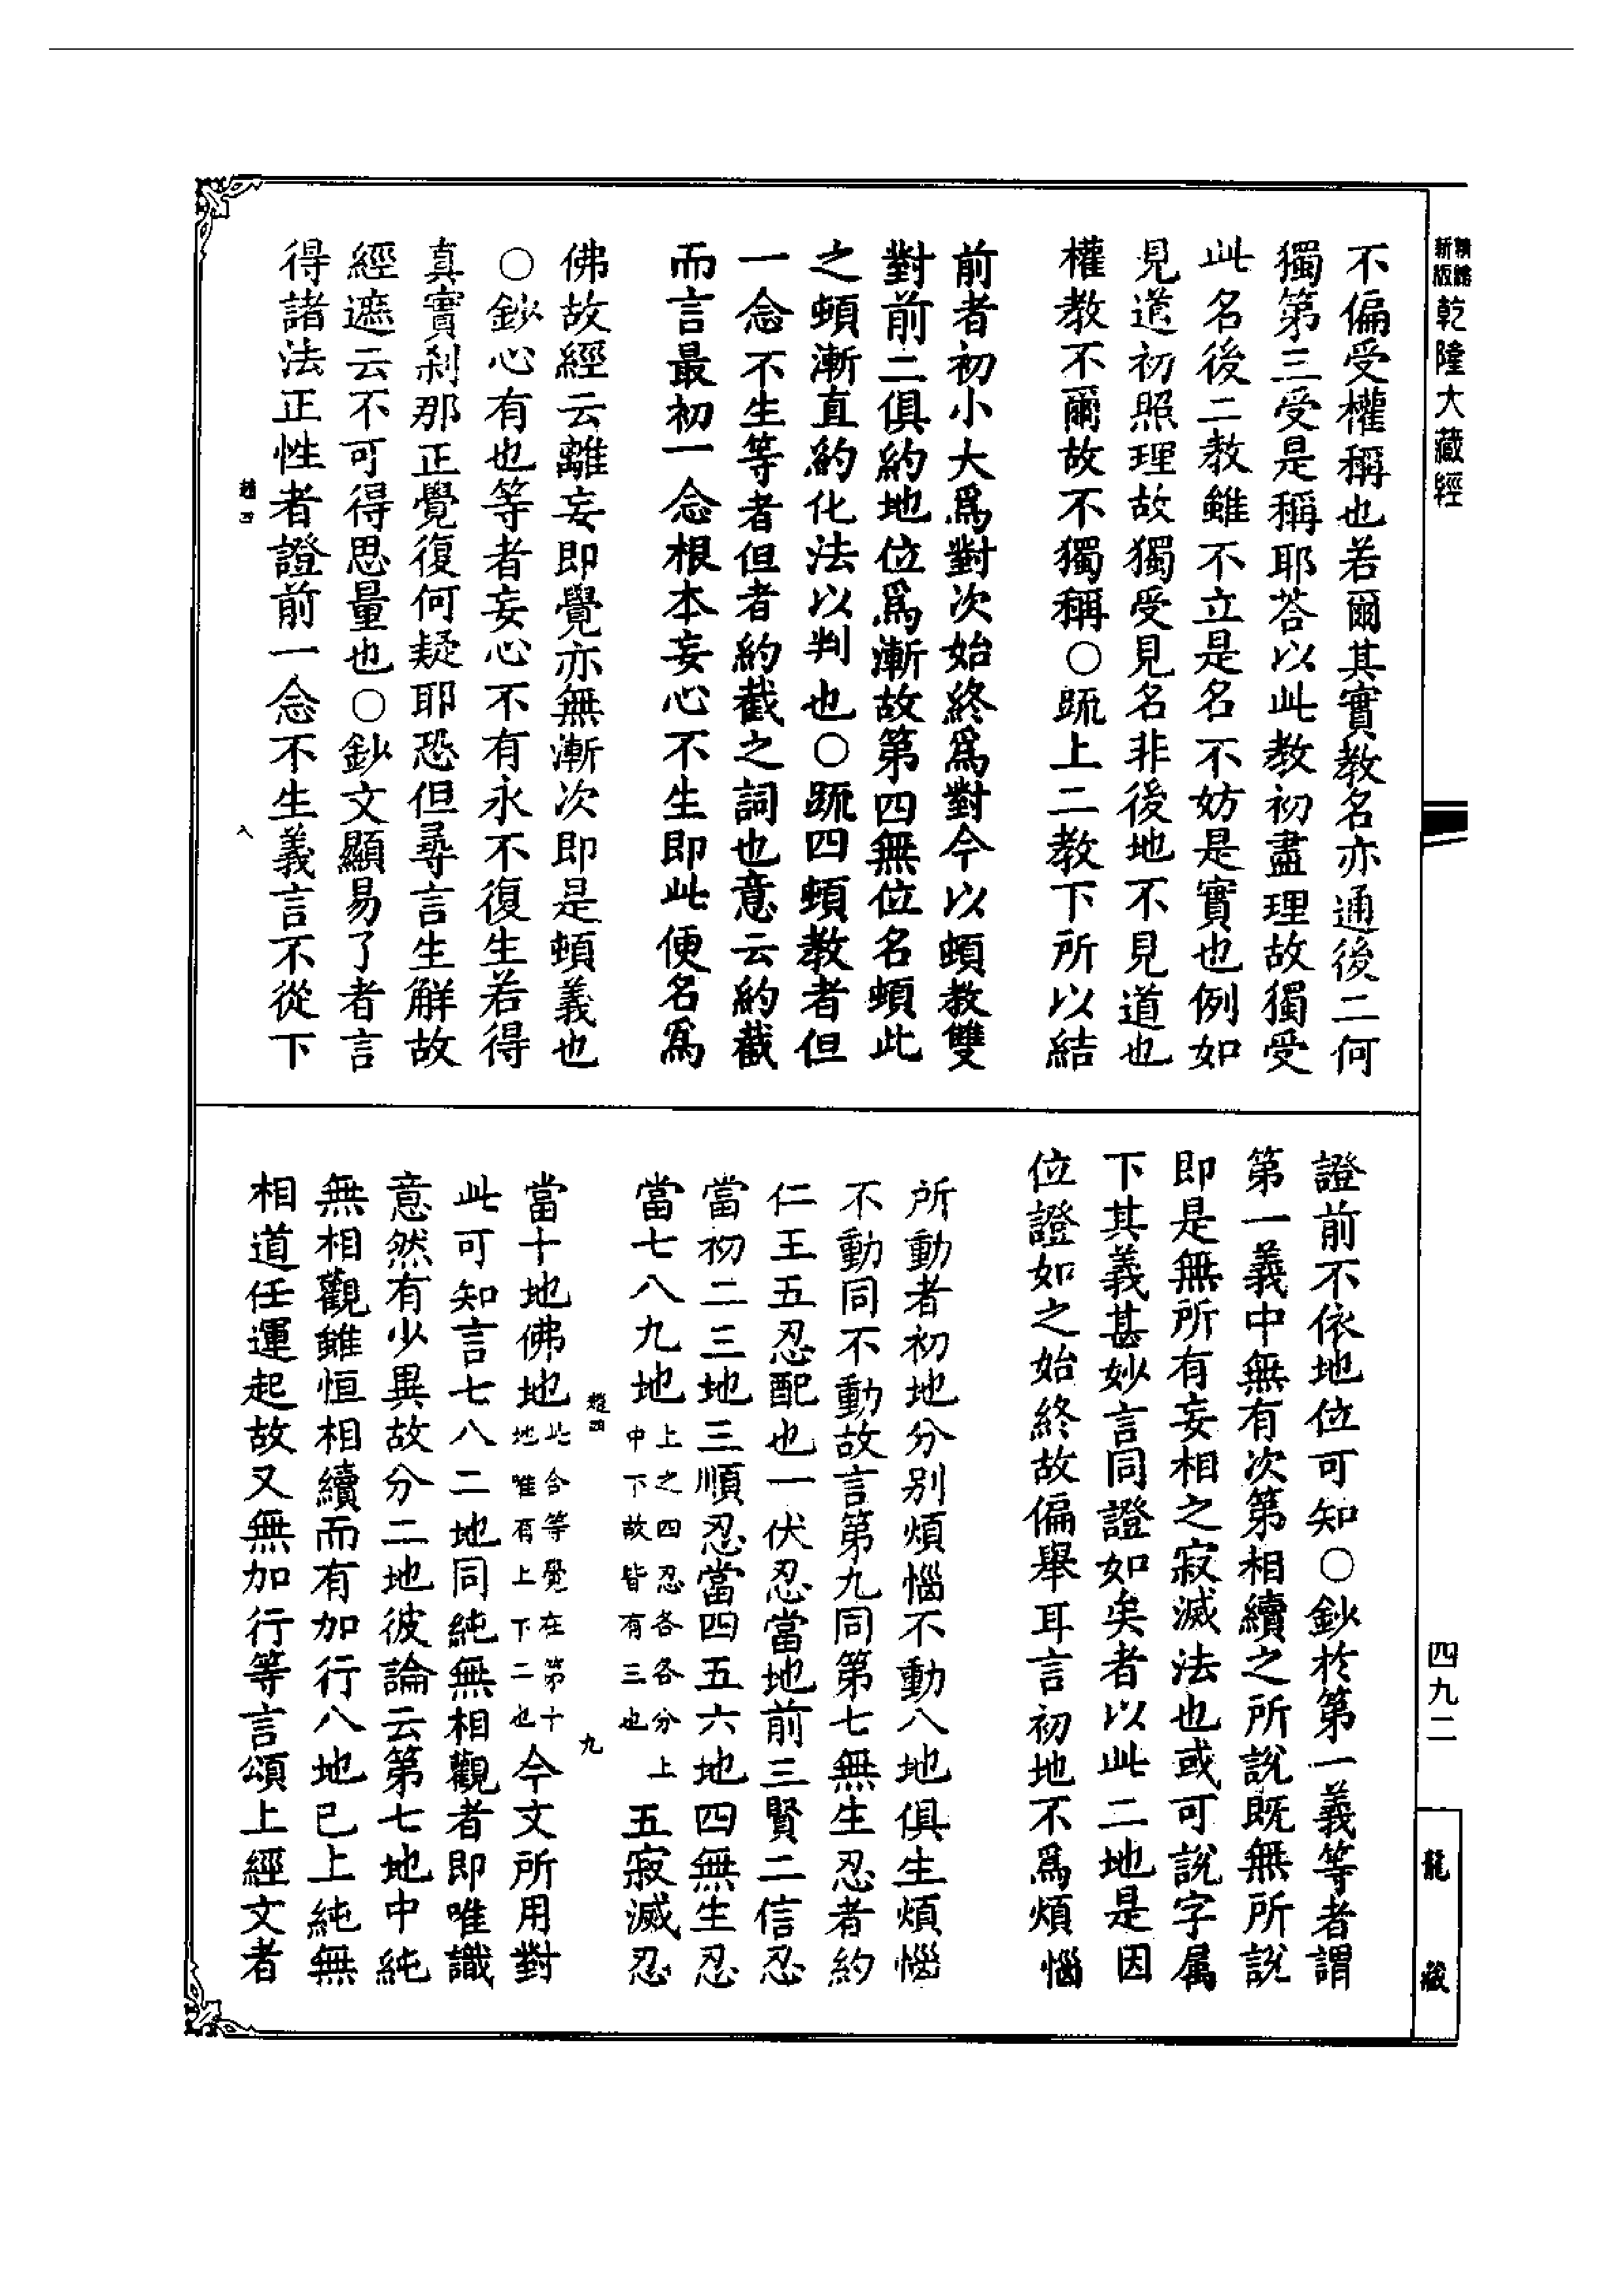 精繕新版乾隆大藏經
不偏受權稱也若爾其實教名亦通後二何
獨第三受是稱耶荅以此教初盡理故獨受
此名後二教雖不立是名不妨是實也例如
見道初照理故獨受見名非後地不見道也
權教不爾故不獨稱○䟽上二教下所以結
前者初小大爲對次始終爲對今以頓教雙
對前二俱約地位爲漸故第四無位名頓此
之頓漸直約化法以判也○䟽四頓教者但
一念不生等者但者約截之詞也意云約截
而言最初一念根本妄心不生即此便名爲
佛故經云離妄即覺亦無漸次即是頓義也
○鈔心有也等者妄心不有永不復生若得
真實剎那正覺復何疑耶恐但尋言生解故
經遮云不可得思量也○鈔文顯易了者言
得諸法正性者證前一念不生義言不從下
趙四
八
證前不依地位可知○鈔於第一義等者謂
第一義中無有次第相續之所說既無所說
即是無所有妄相之寂滅法也或可說字属
下其義甚妙言同證如矣者以此二地是因
位證如之始終故偏舉耳言初地不爲煩惱
所動者初地分別煩惱不動八地俱生煩惱
不動同不動故言第九同第七無生忍者約
仁王五忍配也一伏忍當地前三賢二信忍
當初二三地三順忍當四五六地四無生忍
當七八九地上之四忍各各分上中下故皆有三也五寂滅忍
趙四
九
當十地佛地此合等覺在第十地唯有上下二也今文所用對
此可知言七八二地同純無相觀者即唯識
意然有少異故分二地彼論云第七地中純
無相觀雖恒相續而有加行八地已上純無
相道任運起故又無加行等言頌上經文者
四九二
龍藏